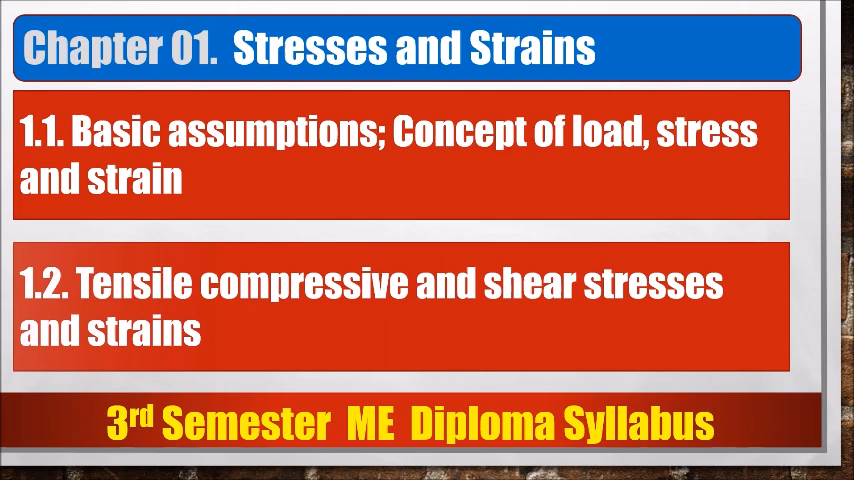 Chapter 01. Stresses and Strains
1.1. Basic assumptions; Concept of load, stress
and strain
1.2. Tensile compressive and shear stresses
and strains
3rd Semester ME Diploma Syllabus